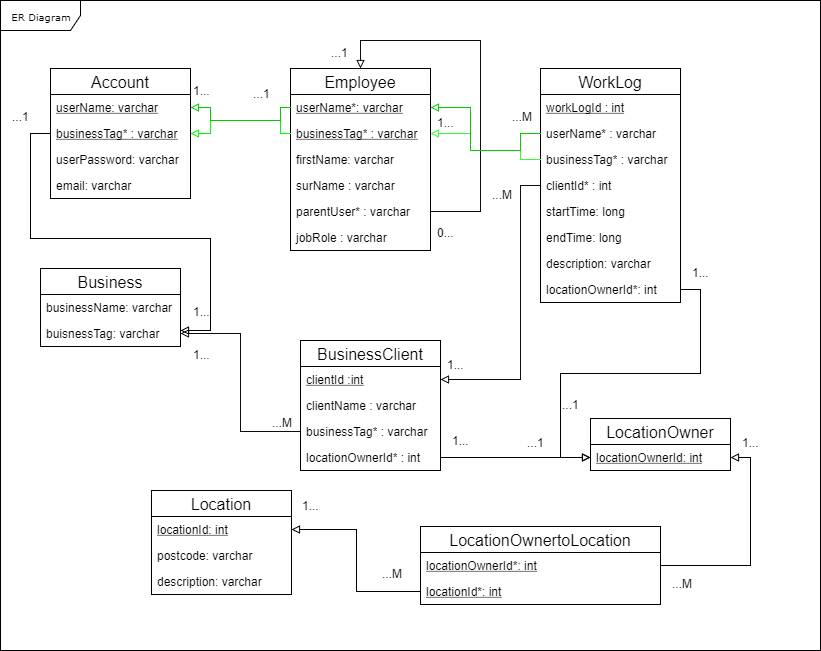 ER Diagram
...1
Account
userName: varchar
businessTag* : varchar
userPassword: varchar
email: varchar
1...
...1
...1
Employee
userName*: varchar
businessTag* : varchar
firstName: varchar
surName : varchar
parentUser* : varchar
jobRole : varchar
1...
0...
...M
...M
WorkLog
workLogId : int
userName* : varchar
businessTag* : varchar
clientId* : int
startTime: long
endTime: long
description: varchar
locationOwnerId*: int
1...
Business
businessName: varchar
buisnessTag: varchar
1...
1...
...M
BusinessClient
clientId :int
clientName : varchar
businessTag* : varchar
locationOwnerId* : int
1...
1...
...1
...1
LocationOwner
locationOwnerId: int
1...
Location
locationId: int
postcode: varchar
description: varchar
1...
...M
LocationOwnertoLocation
locationOwnerId*: int
locationId*: int
...M